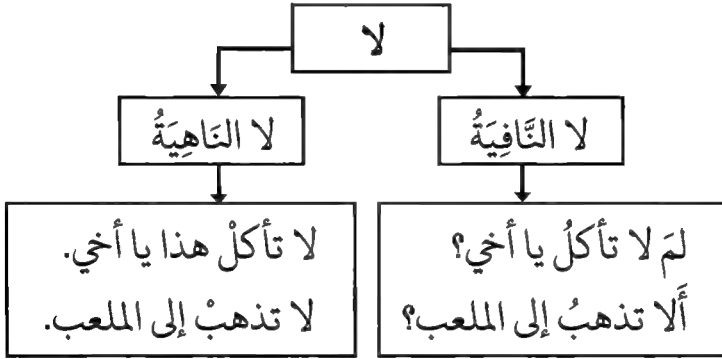 لا
لا النَّافِيَةُ
لا النَاهِيَةُ
لمَ لا تأكلُ يا أخي؟
أَلا تذهبُ إلى الملعب؟
لا تأكلْ هذا يا أخي.
لا تذهبْ إلى الملعب.